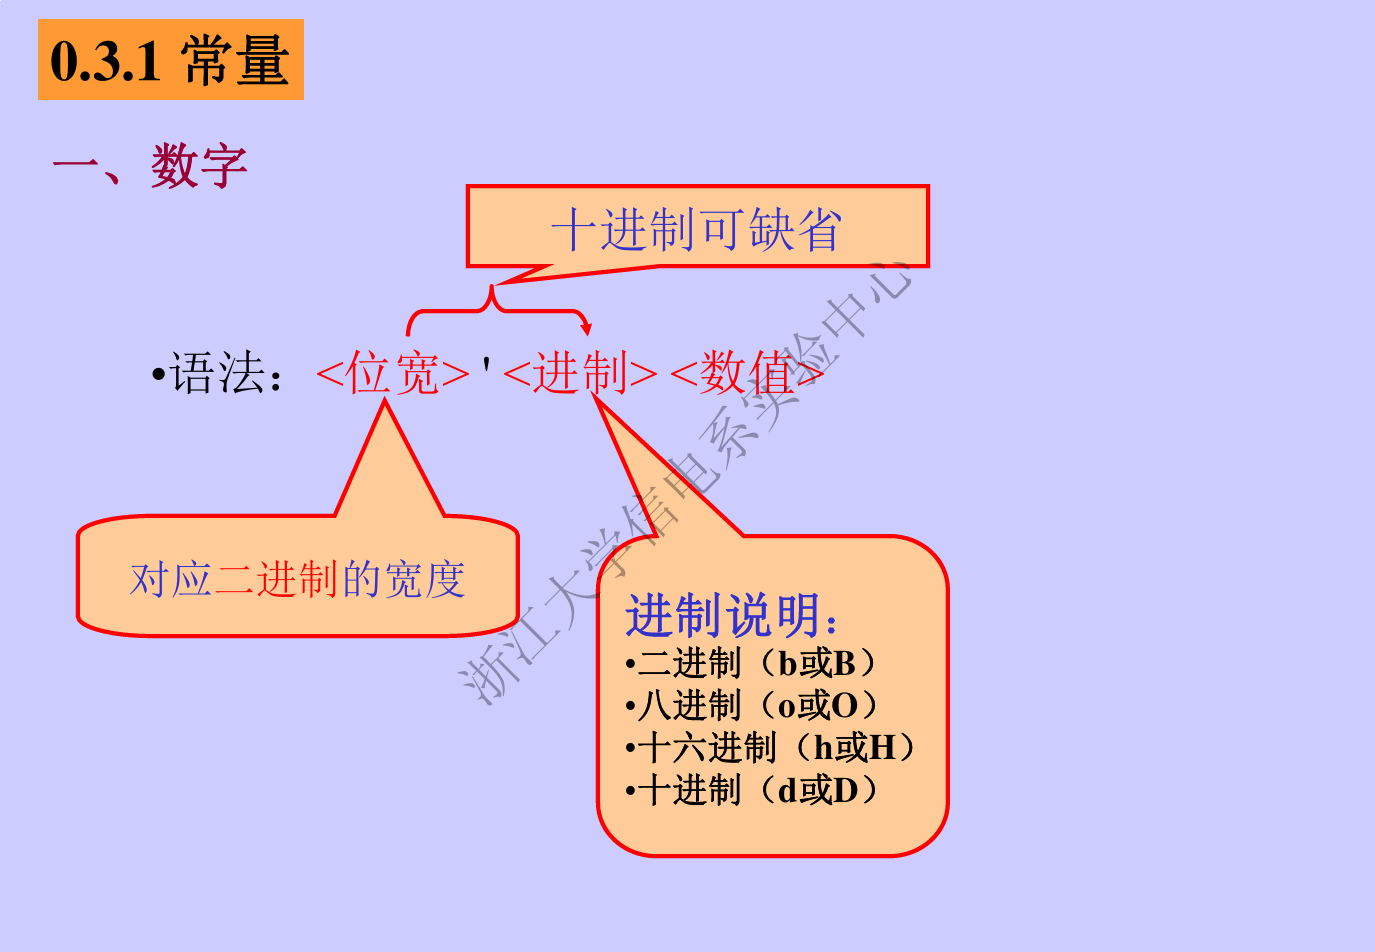 0.3.1 常量
一、数字
十进制可缺省
•语法：<位宽> ' <进制> <数值>
对应二进制的宽度
进制说明：
•二进制（b或B）
•八进制（o或O）
•十六进制（h或H）
•十进制（d或D）
浙江大学信电系实验中心